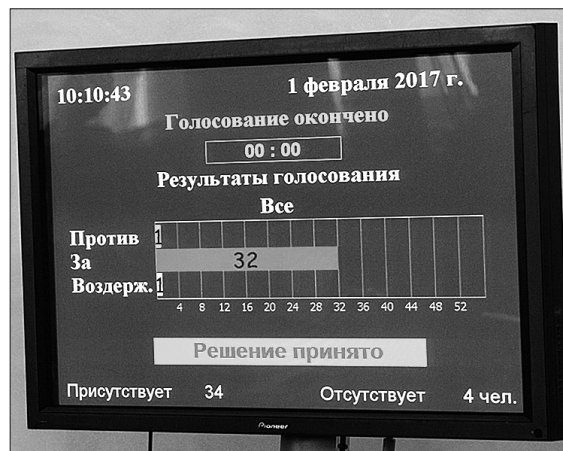 10:10:43 1 февраля 2017 г.
Голосование окончено
00 : 00
Результаты голосования
Все
Против 1
За 32
Воздерж. 1
4 8 12 16 20 24 28 32 36 40 44 48 52
Решение принято
Присутствует 34 Отсутствует 4 чел.
Pioneer